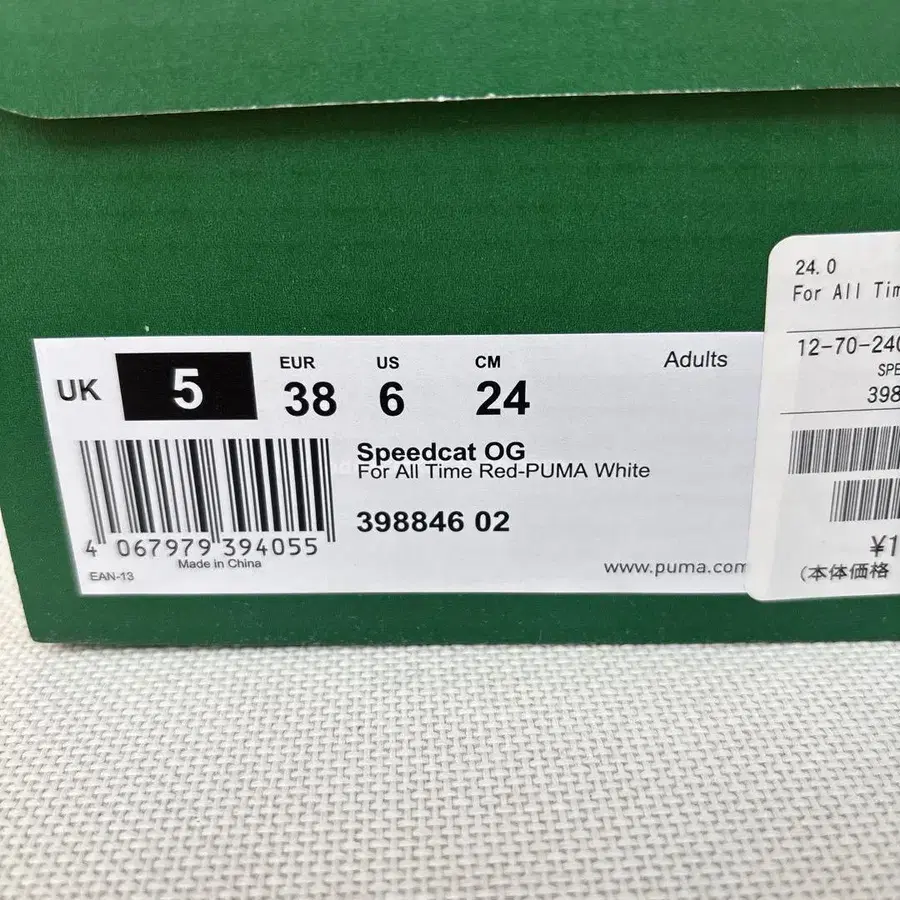 UK 5 EUR 38 US 6 CM 24 Adults
Speedcat OG
For All Time Red-PUMA White
398846 02
4 067979 394055
Made in China
EAN-13
www.puma.com
24.0
For All
12-70-240
398
¥1
(本体価格